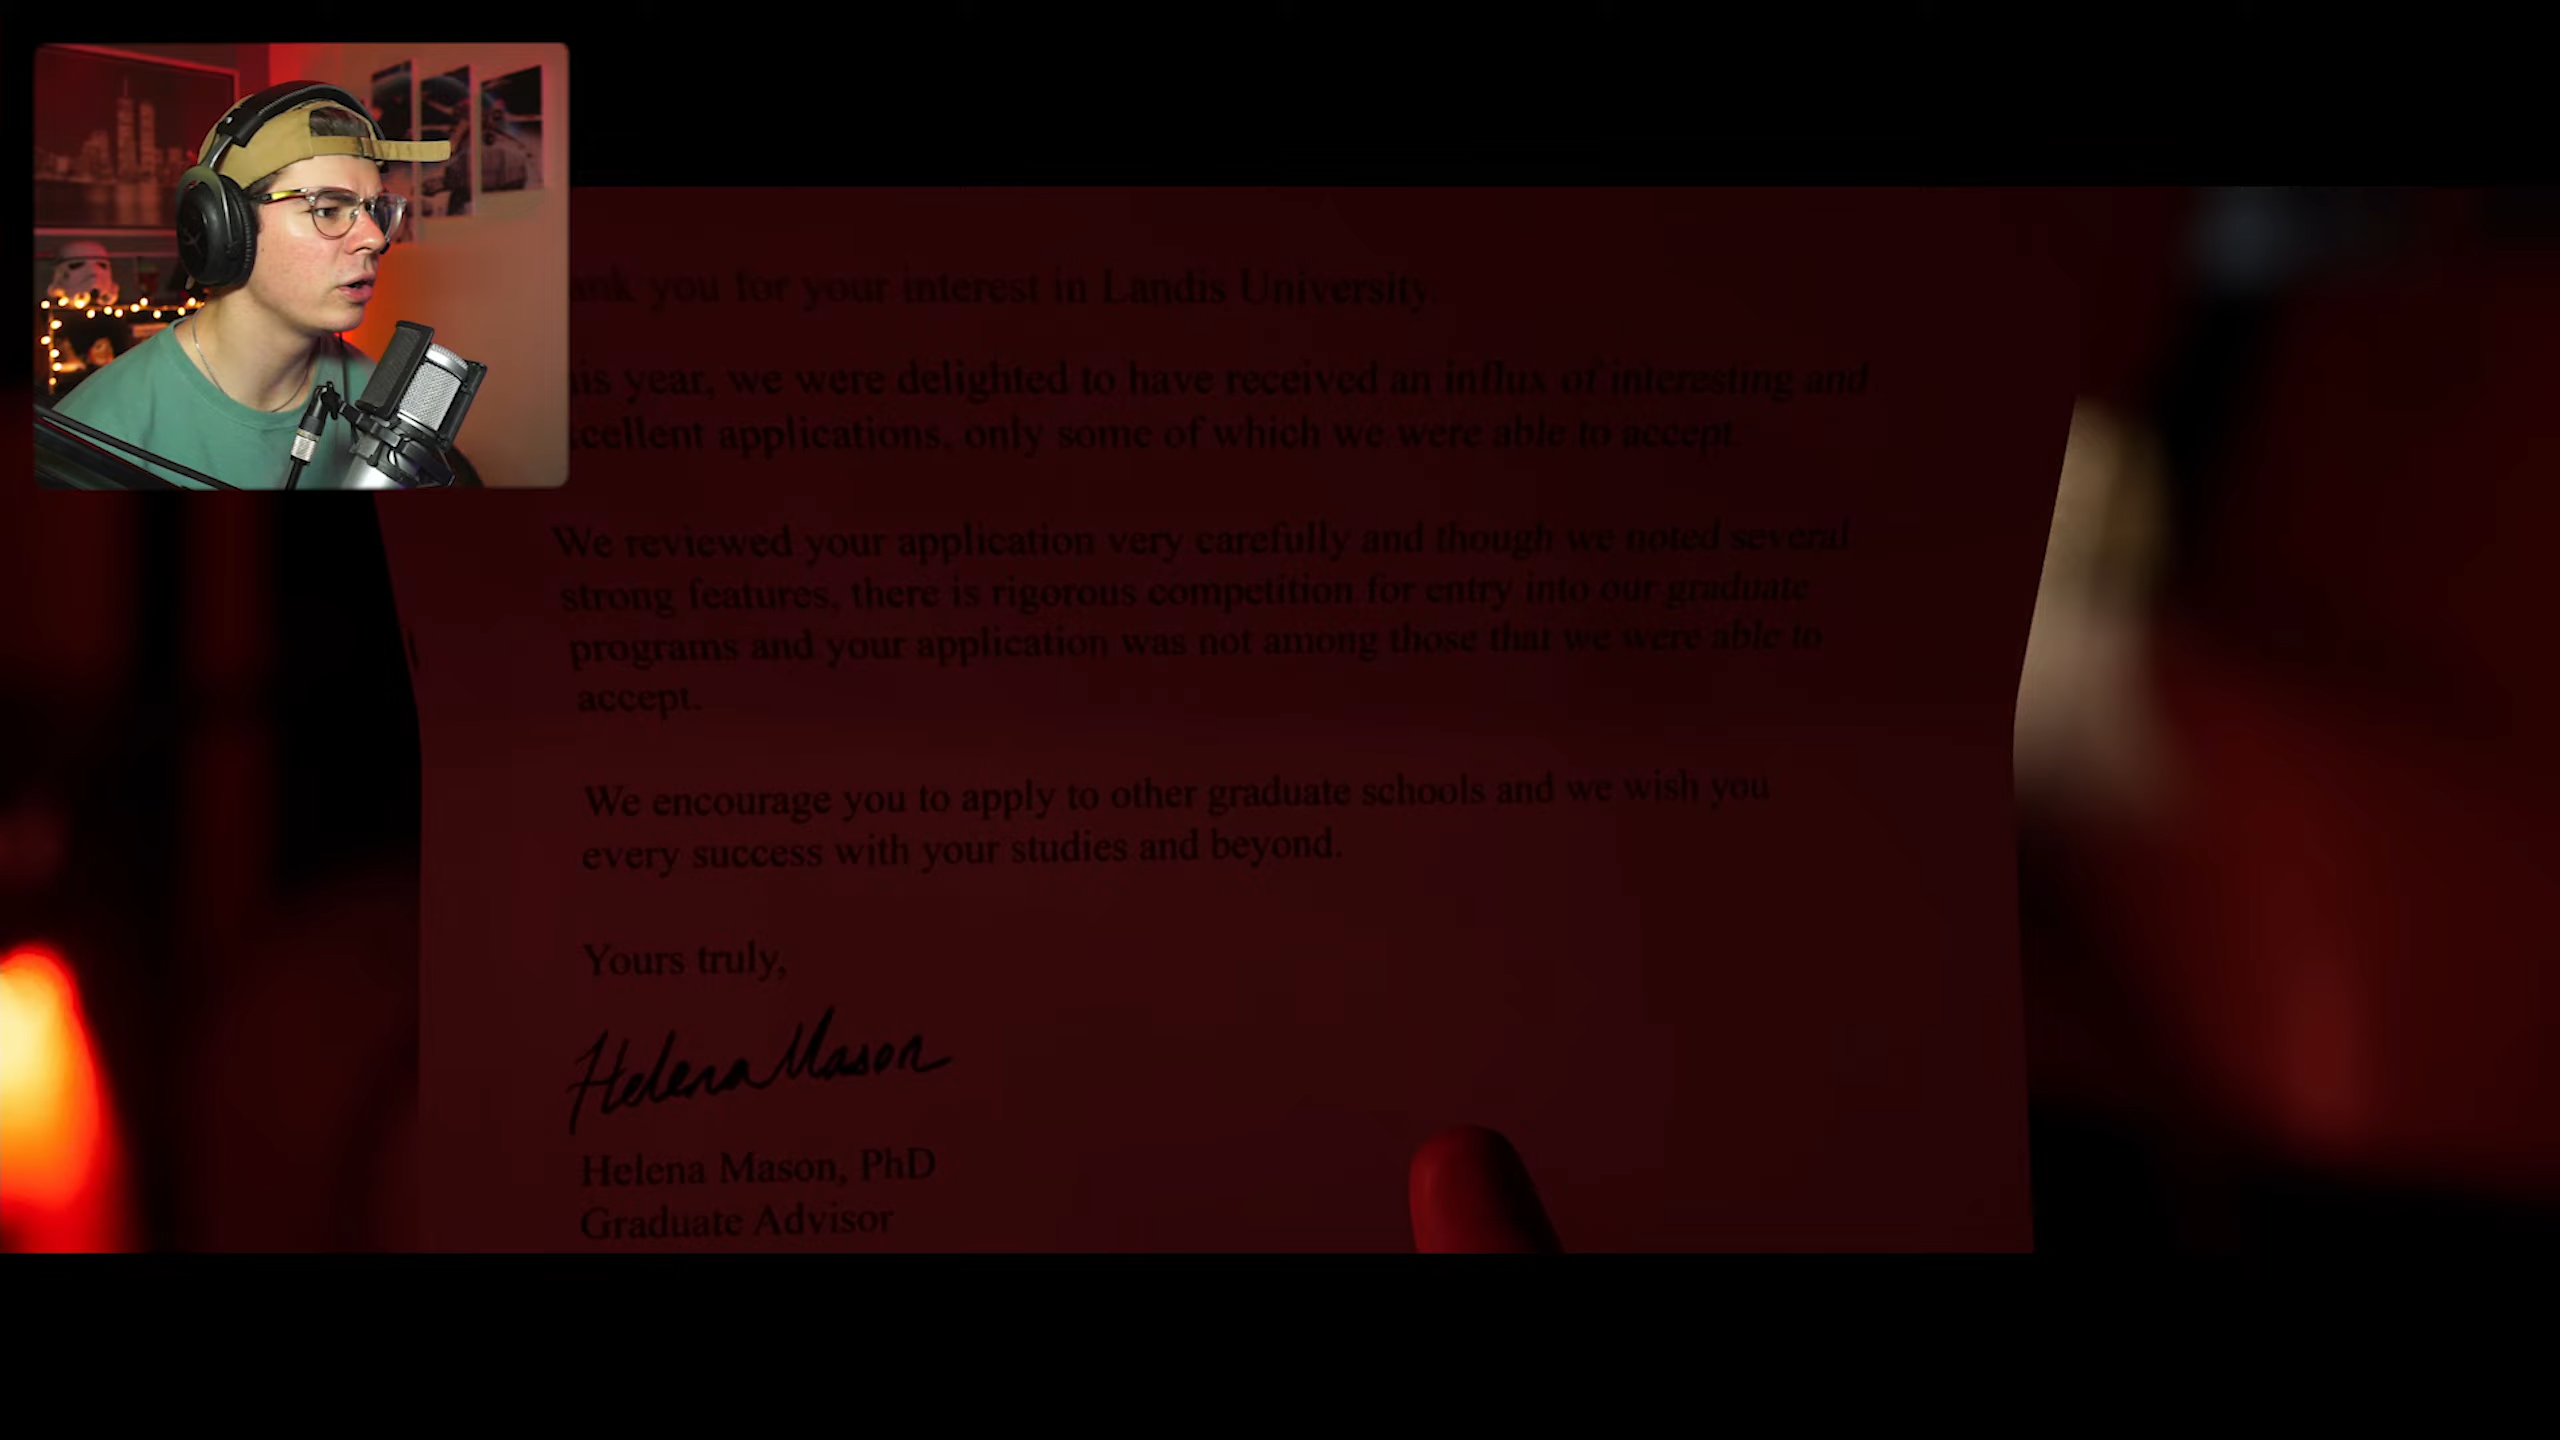 ank you for your interest in Landis University.
is year, we were delighted to have received an influx of interesting and
cellent applications, only some of which we were able to accept.
We reviewed your application very carefully and though we noted several
strong features, there is rigorous competition for entry into our graduate
programs and your application was not among those that we were able to
accept.
We encourage you to apply to other graduate schools and we wish you
every success with your studies and beyond.
Yours truly,
Helena Mason
Helena Mason, PhD
Graduate Advisor